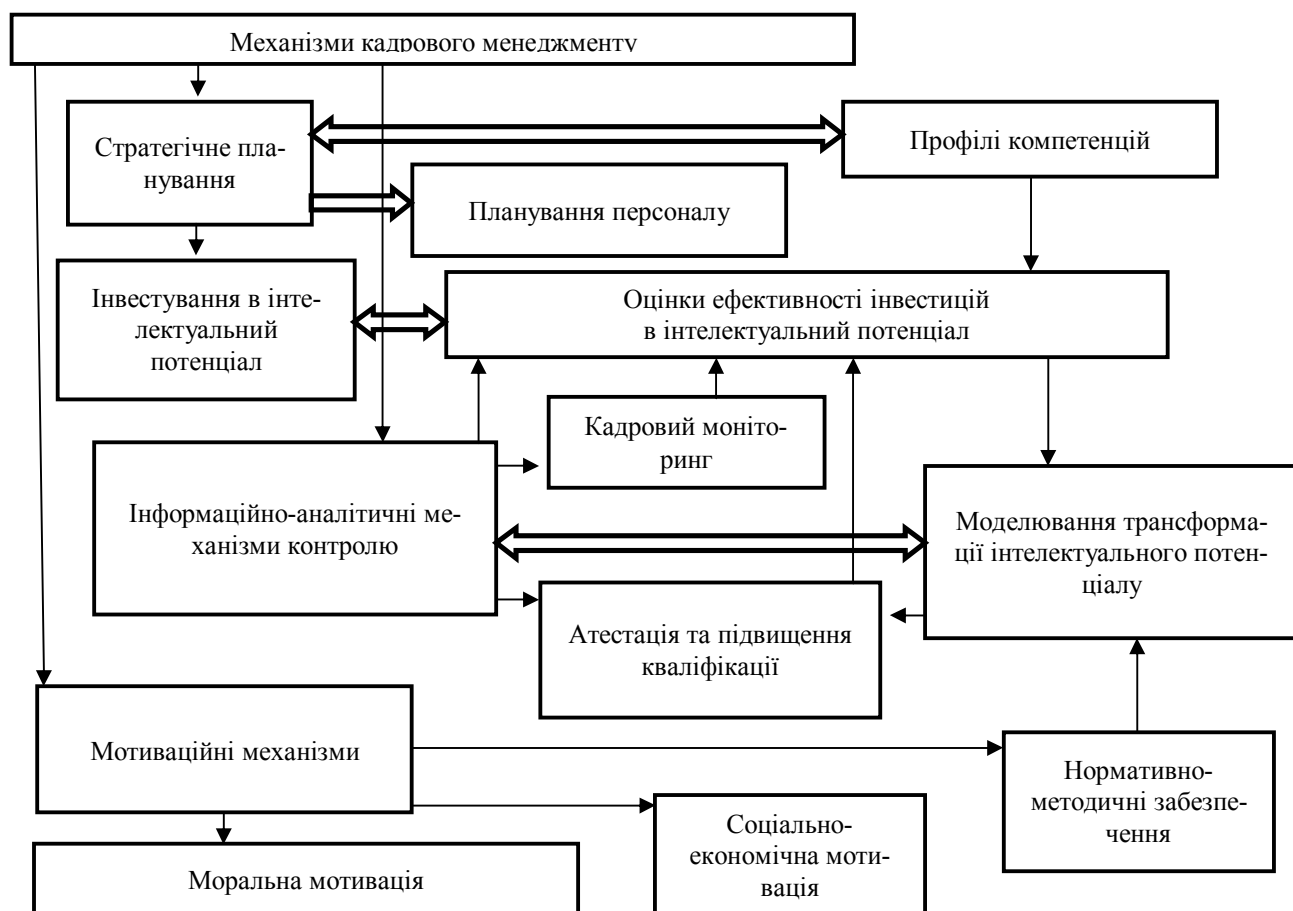 Механізми кадрового менеджменту
Стратегічне пла-
нування
Профілі компетенцій
Планування персоналу
Інвестування в інте-
лектуальний
потенціал
Оцінки ефективності інвестицій
в інтелектуальний потенціал
Кадровий моніто-
ринг
Інформаційно-аналітичні ме-
ханізми контролю
Моделювання трансформа-
ції інтелектуального потен-
ціалу
Атестація та підвищення
кваліфікації
Мотиваційні механізми
Нормативно-
методичні забезпе-
чення
Соціально-
економічна моти-
вація
Моральна мотивація